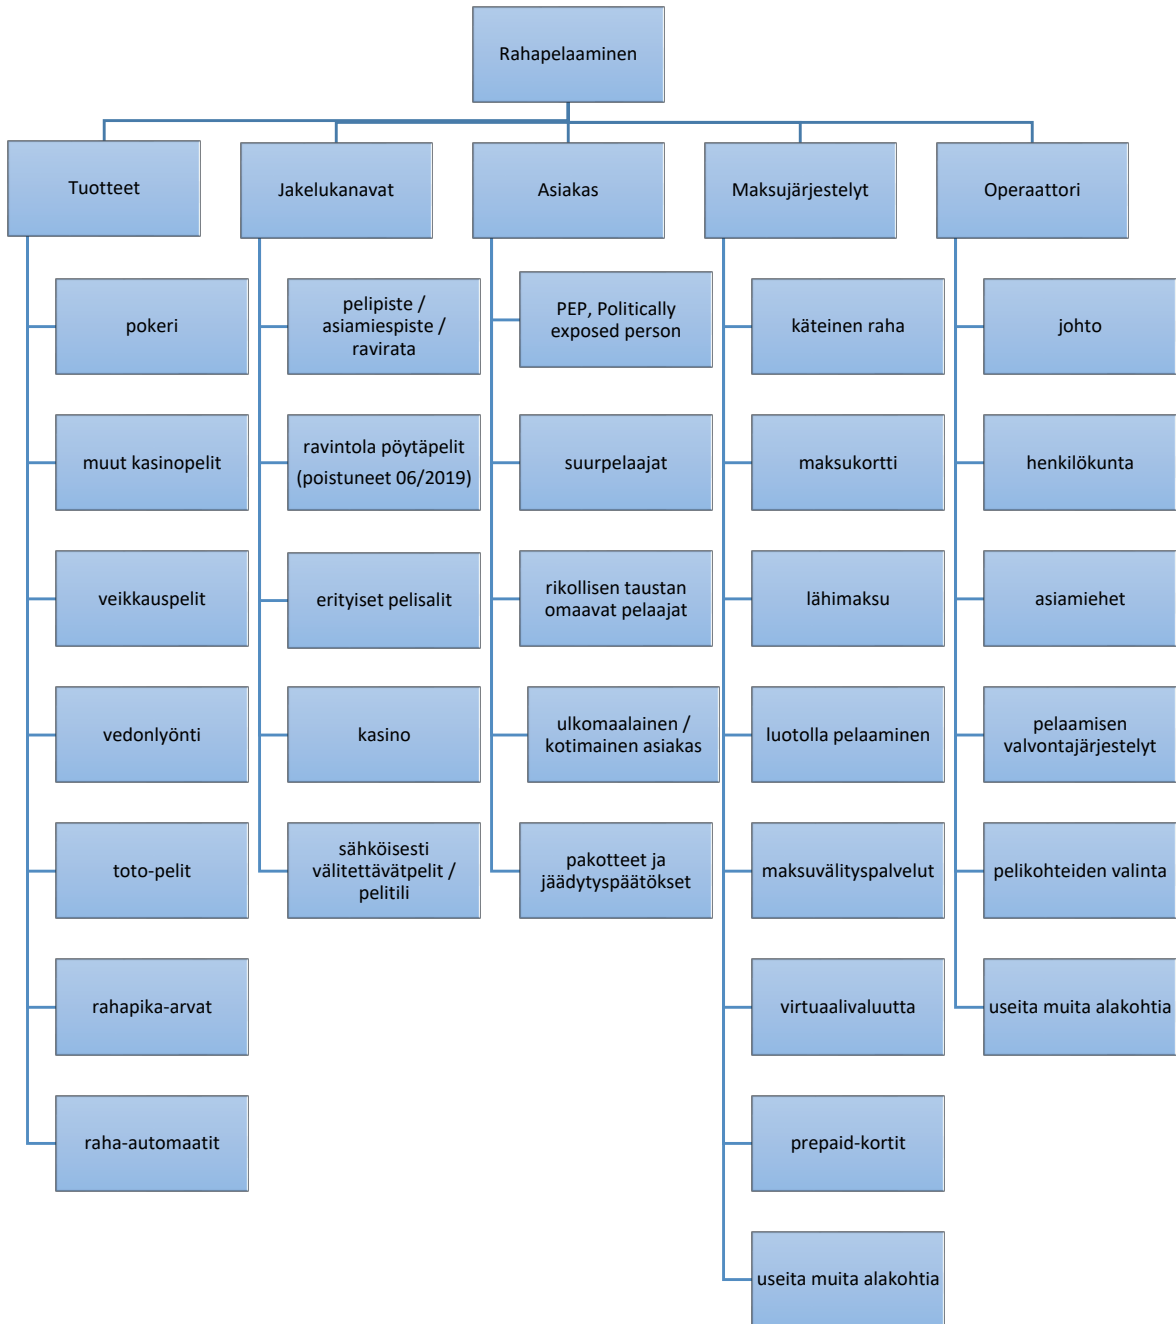 Rahapelaaminen
Tuotteet
Jakelukanavat
Asiakas
Maksujärjestelyt
Operaattori
pokeri
muut kasinopelit
veikkauspelit
vedonlyönti
toto-pelit
rahapika-arvat
raha-automaatit
pelipiste /
asiamiespiste /
ravirata
ravintola pöytäpelit
(poistuneet 06/2019)
erityiset pelisalit
kasino
sähköisesti
välitettävätpelit /
pelitili
PEP, Politically
exposed person
suurpelaajat
rikollisen taustan
omaavat pelaajat
ulkomaalainen /
kotimainen asiakas
pakotteet ja
jäädytyspäätökset
käteinen raha
maksukortti
lähimaksu
luotolla pelaaminen
maksuvälityspalvelut
virtuaalivaluutta
prepaid-kortit
useita muita alakohtia
johto
henkilökunta
asiamiehet
pelaamisen
valvontajärjestelyt
pelikohteiden valinta
useita muita alakohtia